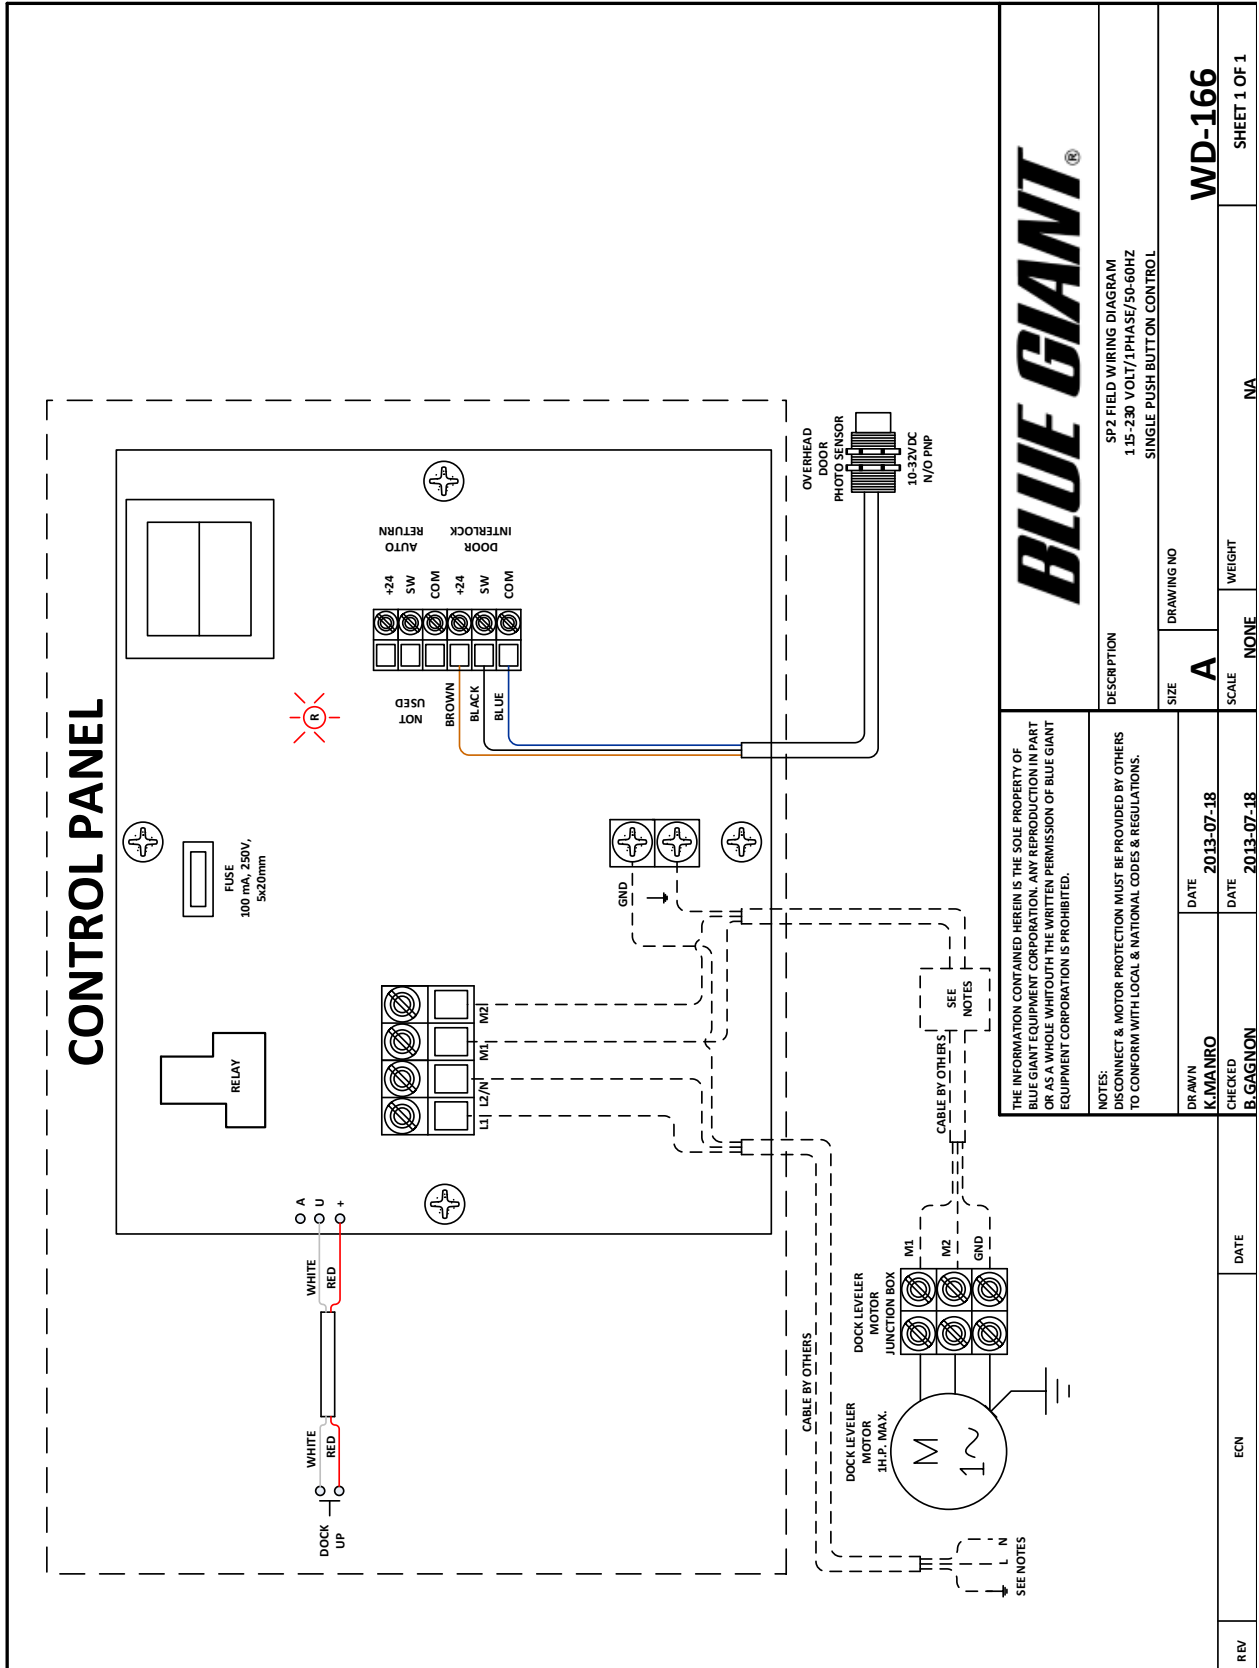 CONTROL PANEL
DOCK
UP
WHITE
RED
WHITE
RED
A
U
+
RELAY
FUSE
100 mA, 250V,
5x20mm
R
L1
L2/N
M1
M2
GND
NOT
USED
BROWN
BLACK
BLUE
+24
SW
COM
+24
SW
COM
AUTO
RETURN
DOOR
INTERLOCK
OVERHEAD
DOOR
PHOTO SENSOR
10-32VDC
N/O PNP
CABLE BY OTHERS
L
N
SEE NOTES
DOCK LEVELER
MOTOR
1H.P. MAX.
M
1~
DOCK LEVELER
MOTOR
JUNCTION BOX
M1
M2
GND
CABLE BY OTHERS
SEE
NOTES
THE INFORMATION CONTAINED HEREIN IS THE SOLE PROPERTY OF
BLUE GIANT EQUIPMENT CORPORATION. ANY REPRODUCTION IN PART
OR AS A WHOLE WHITOUTH THE WRITTEN PERMISSION OF BLUE GIANT
EQUIPMENT CORPORATION IS PROHIBITED.
NOTES:
DISCONNECT & MOTOR PROTECTION MUST BE PROVIDED BY OTHERS
TO CONFORM WITH LOCAL & NATIONAL CODES & REGULATIONS.
BLUE GIANT®
DESCRIPTION
SP2 FIELD WIRING DIAGRAM
115-230 VOLT/1PHASE/50-60HZ
SINGLE PUSH BUTTON CONTROL
DRAWN
K.MANRO
DATE
2013-07-18
SIZE
A
DRAWING NO
WD-166
REV
ECN
DATE
CHECKED
B.GAGNON
DATE
2013-07-18
SCALE
NONE
WEIGHT
NA
SHEET 1 OF 1